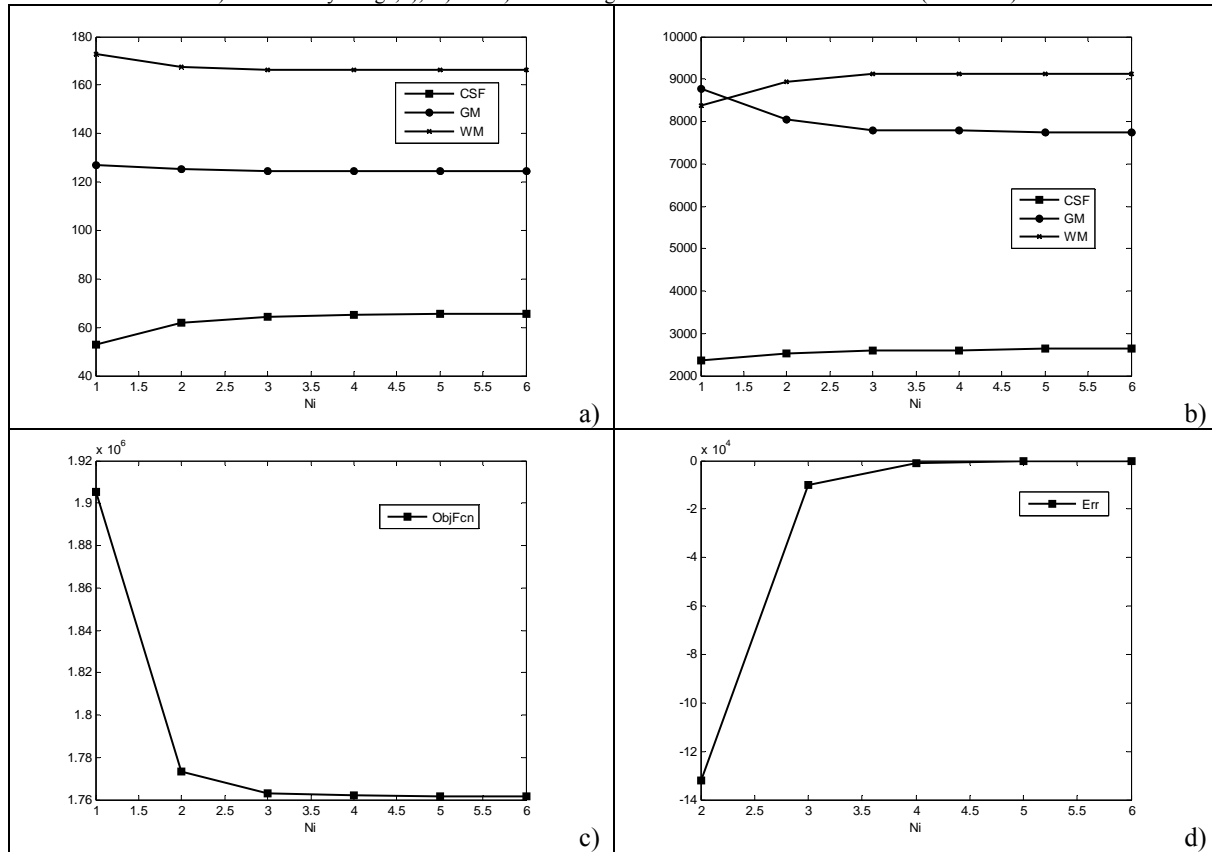 180
160
140
120
100
80
60
40
1 1.5 2 2.5 3 3.5 4 4.5 5 5.5 6
Ni
CSF
GM
WM
a)
10000
9000
8000
7000
6000
5000
4000
3000
2000
1 1.5 2 2.5 3 3.5 4 4.5 5 5.5 6
Ni
CSF
GM
WM
b)
x 10^6
1.92
1.9
1.88
1.86
1.84
1.82
1.8
1.78
1.76
1 1.5 2 2.5 3 3.5 4 4.5 5 5.5 6
Ni
ObjFcn
c)
x 10^4
0
-2
-4
-6
-8
-10
-12
-14
2 2.5 3 3.5 4 4.5 5 5.5 6
Ni
Err
d)